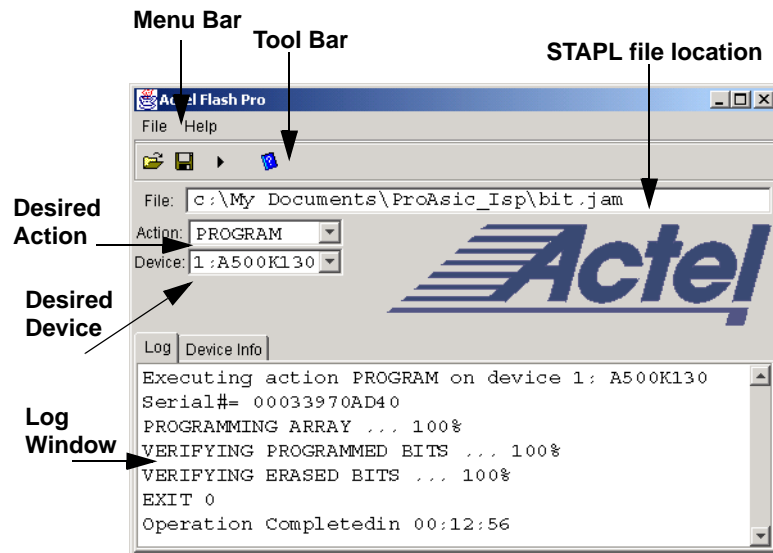 Menu Bar
Tool Bar
STAPL file location
Actel Flash Pro
File Help
File: c:\My Documents\ProAsic_Isp\bit.jam
Desired
Action
Action: PROGRAM
Device: 1;A500K130
Actel
Desired
Device
Log Device Info
Executing action PROGRAM on device 1; A500K130
Serial#= 00033970AD40
PROGRAMMING ARRAY ... 100%
Log
Window
VERIFYING PROGRAMMED BITS ... 100%
VERIFYING ERASED BITS ... 100%
EXIT 0
Operation Completedin 00:12:56